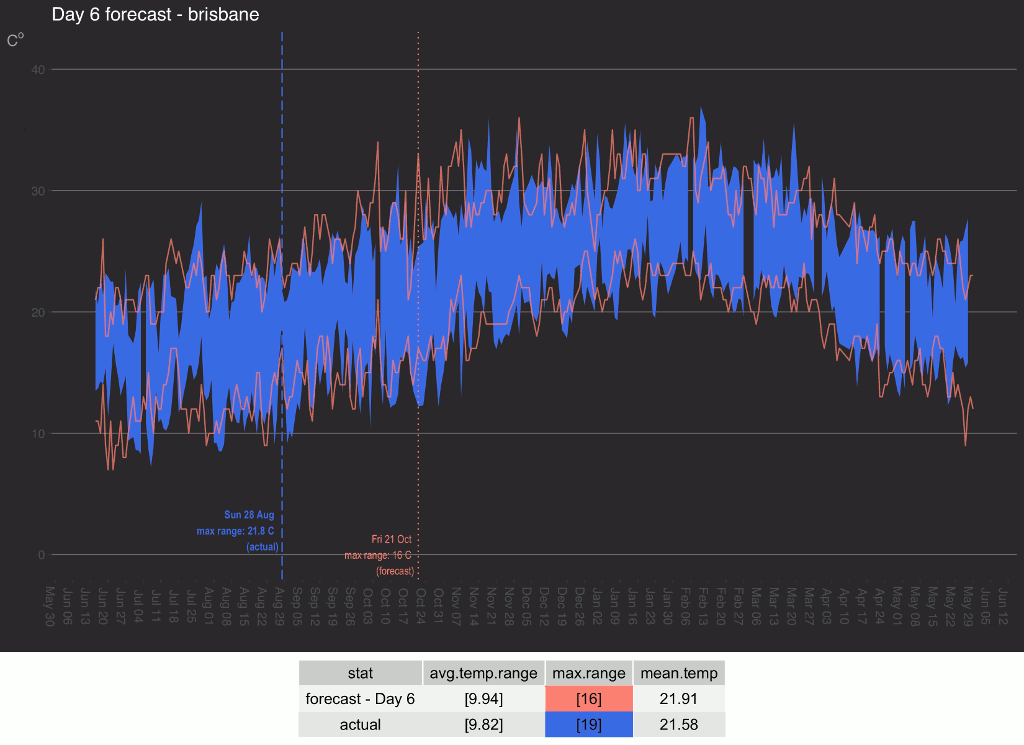 Day 6 forecast - brisbane
C°
40
30
20
10
0
Sun 28 Aug
max range: 21.8 C
(actual)
Fri 21 Oct
max range: 16 C
(forecast)
May 30
Jun 06
Jun 13
Jun 20
Jun 27
Jul 04
Jul 11
Jul 18
Jul 25
Aug 01
Aug 08
Aug 15
Aug 22
Aug 29
Sep 05
Sep 12
Sep 19
Sep 26
Oct 03
Oct 10
Oct 17
Oct 24
Oct 31
Nov 07
Nov 14
Nov 21
Nov 28
Dec 05
Dec 12
Dec 19
Dec 26
Jan 02
Jan 09
Jan 16
Jan 23
Jan 30
Feb 06
Feb 13
Feb 20
Feb 27
Mar 06
Mar 13
Mar 20
Mar 27
Apr 03
Apr 10
Apr 17
Apr 24
May 01
May 08
May 15
May 22
May 29
Jun 05
Jun 12
stat avg.temp.range max.range mean.temp
forecast - Day 6 [9.94] [16] 21.91
actual [9.82] [19] 21.58